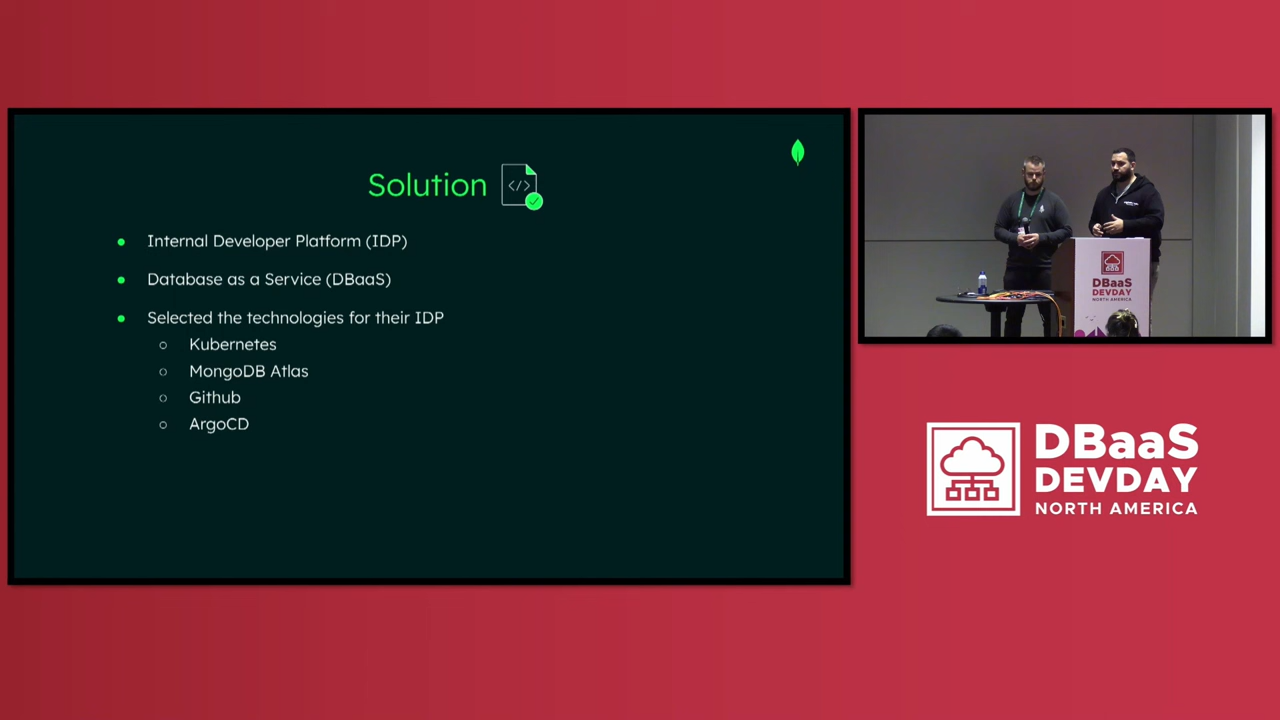 Solution
</>
Internal Developer Platform (IDP)
Database as a Service (DBaaS)
Selected the technologies for their IDP
Kubernetes
MongoDB Atlas
Github
ArgoCD
DBaaS
DEVDAY
NORTH AMERICA
DBaaS
DEVDAY
NORTH AMERICA